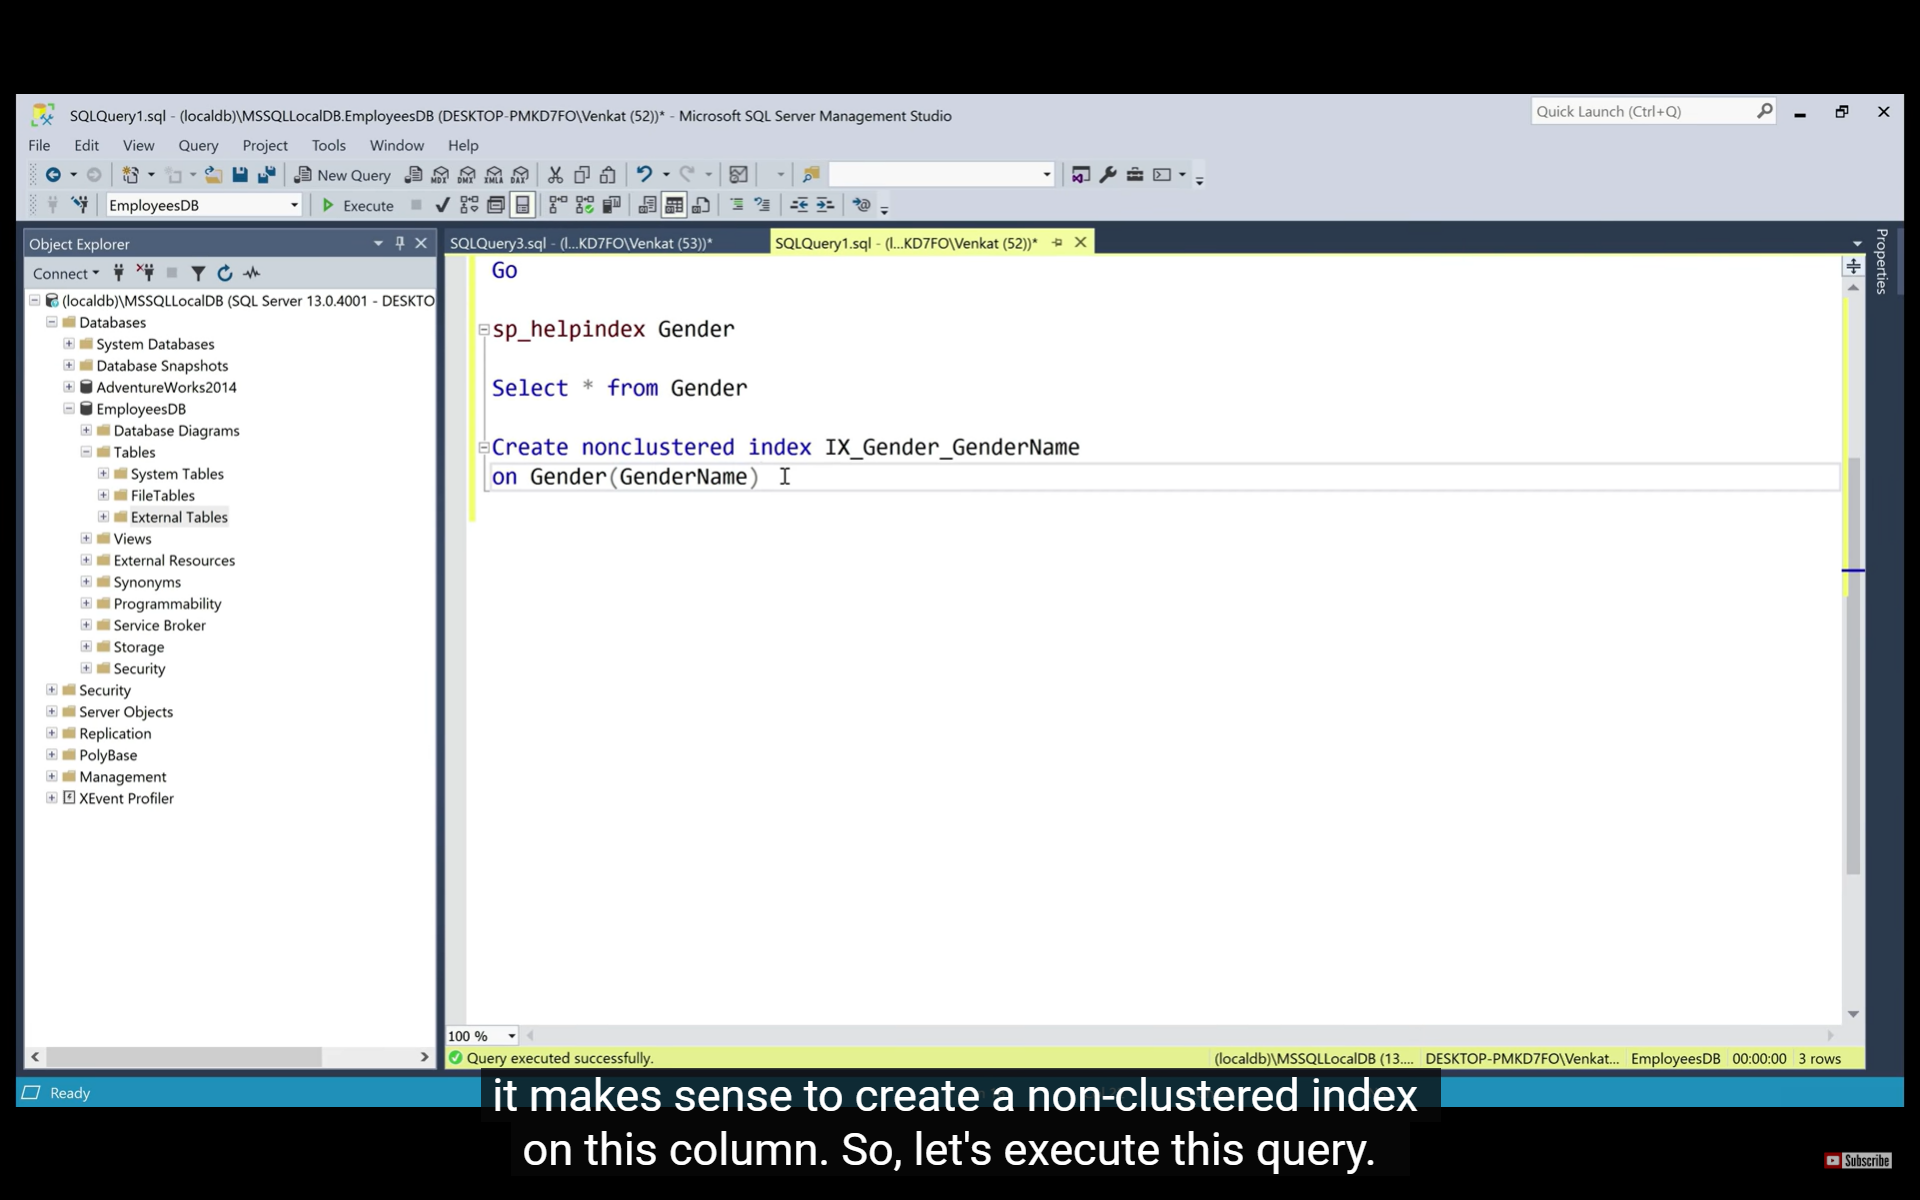 SQLQuery1.sql - (localdb)\MSSQLLocalDB.EmployeesDB (DESKTOP-PMKD7FO\Venkat (52))* - Microsoft SQL Server Management Studio
Quick Launch (Ctrl+Q)
File Edit View Query Project Tools Window Help
New Query MDX DMX XMLA DAX
EmployeesDB Execute
Object Explorer
SQLQuery3.sql - (l...KD7FO\Venkat (53))*
SQLQuery1.sql - (l...KD7FO\Venkat (52))*
Properties
Connect
(localdb)\MSSQLLocalDB (SQL Server 13.0.4001 - DESKTO
Databases
System Databases
Database Snapshots
AdventureWorks2014
EmployeesDB
Database Diagrams
Tables
System Tables
FileTables
External Tables
Views
External Resources
Synonyms
Programmability
Service Broker
Storage
Security
Security
Server Objects
Replication
PolyBase
Management
XEvent Profiler
Go
sp_helpindex Gender
Select * from Gender
Create nonclustered index IX_Gender_GenderName
on Gender(GenderName)
100 %
Query executed successfully.
(localdb)\MSSQLLocalDB (13.... DESKTOP-PMKD7FO\Venkat... EmployeesDB 00:00:00 3 rows
Ready
it makes sense to create a non-clustered index
on this column. So, let's execute this query.
Subscribe